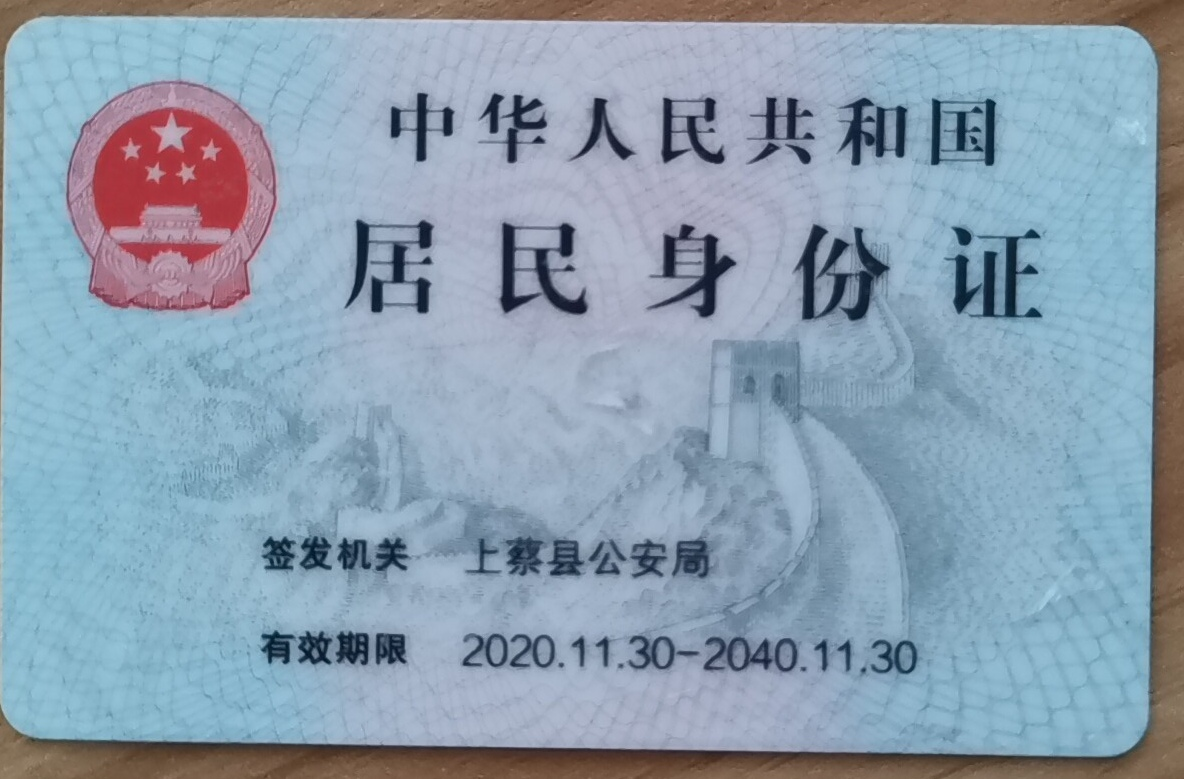 中华人民共和国
居民身份证
签发机关 上蔡县公安局
有效期限 2020.11.30-2040.11.30